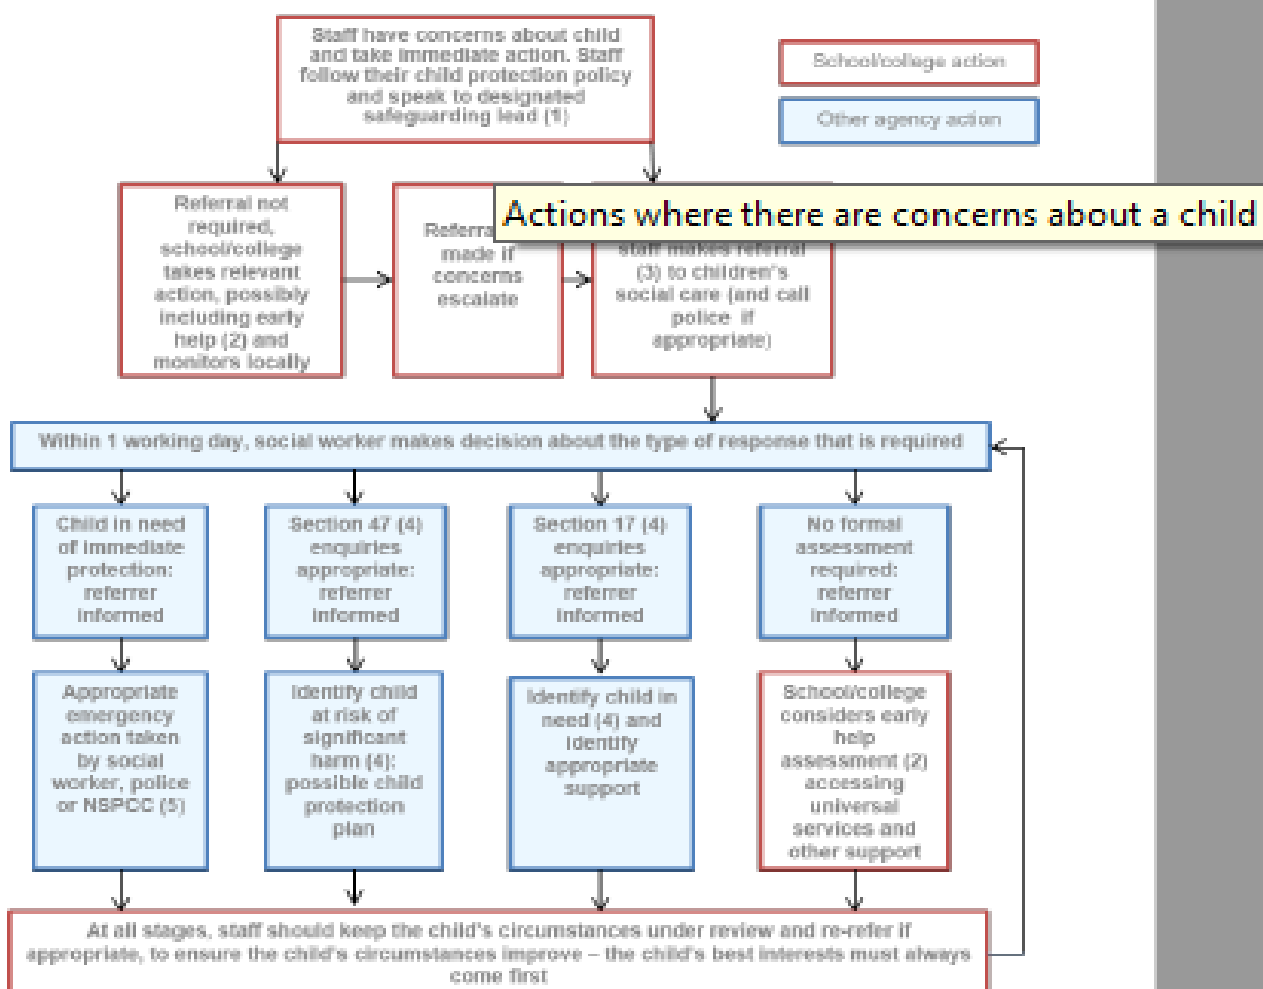 Staff have concerns about child
and take immediate action. Staff
follow their child protection policy
and speak to designated
safeguarding lead (1)
School/college action
Other agency action
Referral not
required,
school/college
takes relevant
action, possibly
including early
help (2) and
monitors locally
made if
concerns
escalate
Actions where there are concerns about a child
staff makes referral
(3) to children's
social care (and call
police if
appropriate)
Within 1 working day, social worker makes decision about the type of response that is required
Child in need
of immediate
protection:
referrer
informed
Section 47 (4)
enquiries
appropriate:
referrer
informed
Section 17 (4)
enquiries
appropriate:
referrer
informed
No formal
assessment
required:
referrer
informed
Appropriate
emergency
action taken
by social
worker, police
or NSPCC (5)
Identify child
at risk of
significant
harm (4):
possible child
protection
plan
Identify child in
need (4) and
identify
appropriate
support
School/college
considers early
help
assessment (2)
accessing
universal
services and
other support
At all stages, staff should keep the child's circumstances under review and re-refer if
appropriate, to ensure the child's circumstances improve – the child's best interests must always
come first